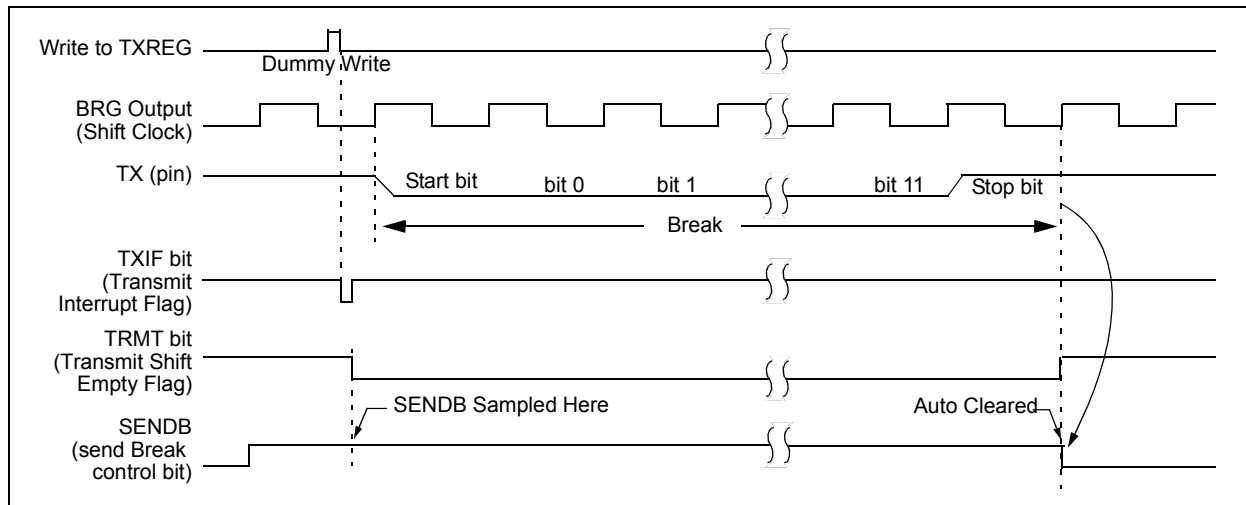 Write to TXREG
Dummy Write
BRG Output
(Shift Clock)
TX (pin)
Start bit
bit 0
bit 1
bit 11
Stop bit
Break
TXIF bit
(Transmit
Interrupt Flag)
TRMT bit
(Transmit Shift
Empty Flag)
SENDB Sampled Here
Auto Cleared
SENDB
(send Break
control bit)